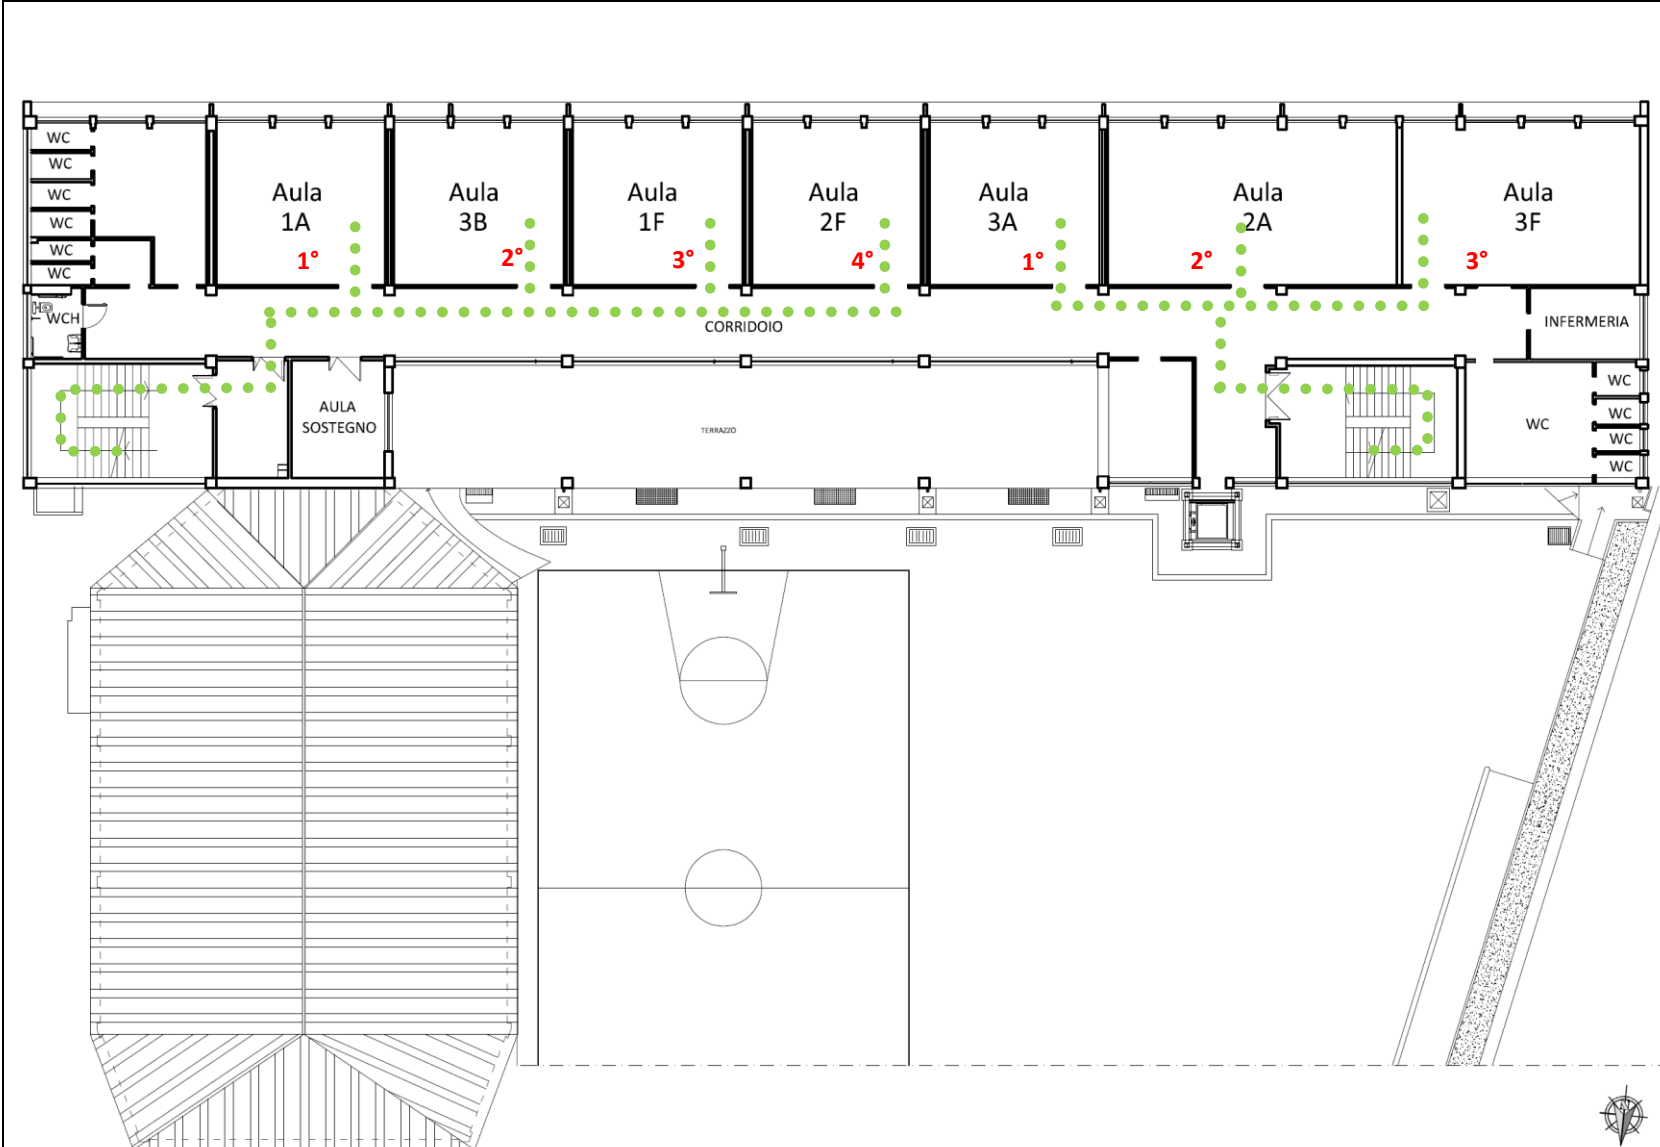 WC
WC
WC
WC
WC
WC
WCH
Aula
1A
1°
Aula
3B
2°
Aula
1F
3°
Aula
2F
4°
Aula
3A
1°
Aula
2A
2°
Aula
3F
3°
CORRIDOIO
INFERMERIA
AULA
SOSTEGNO
TERRAZZO
WC
WC
WC
WC
WC